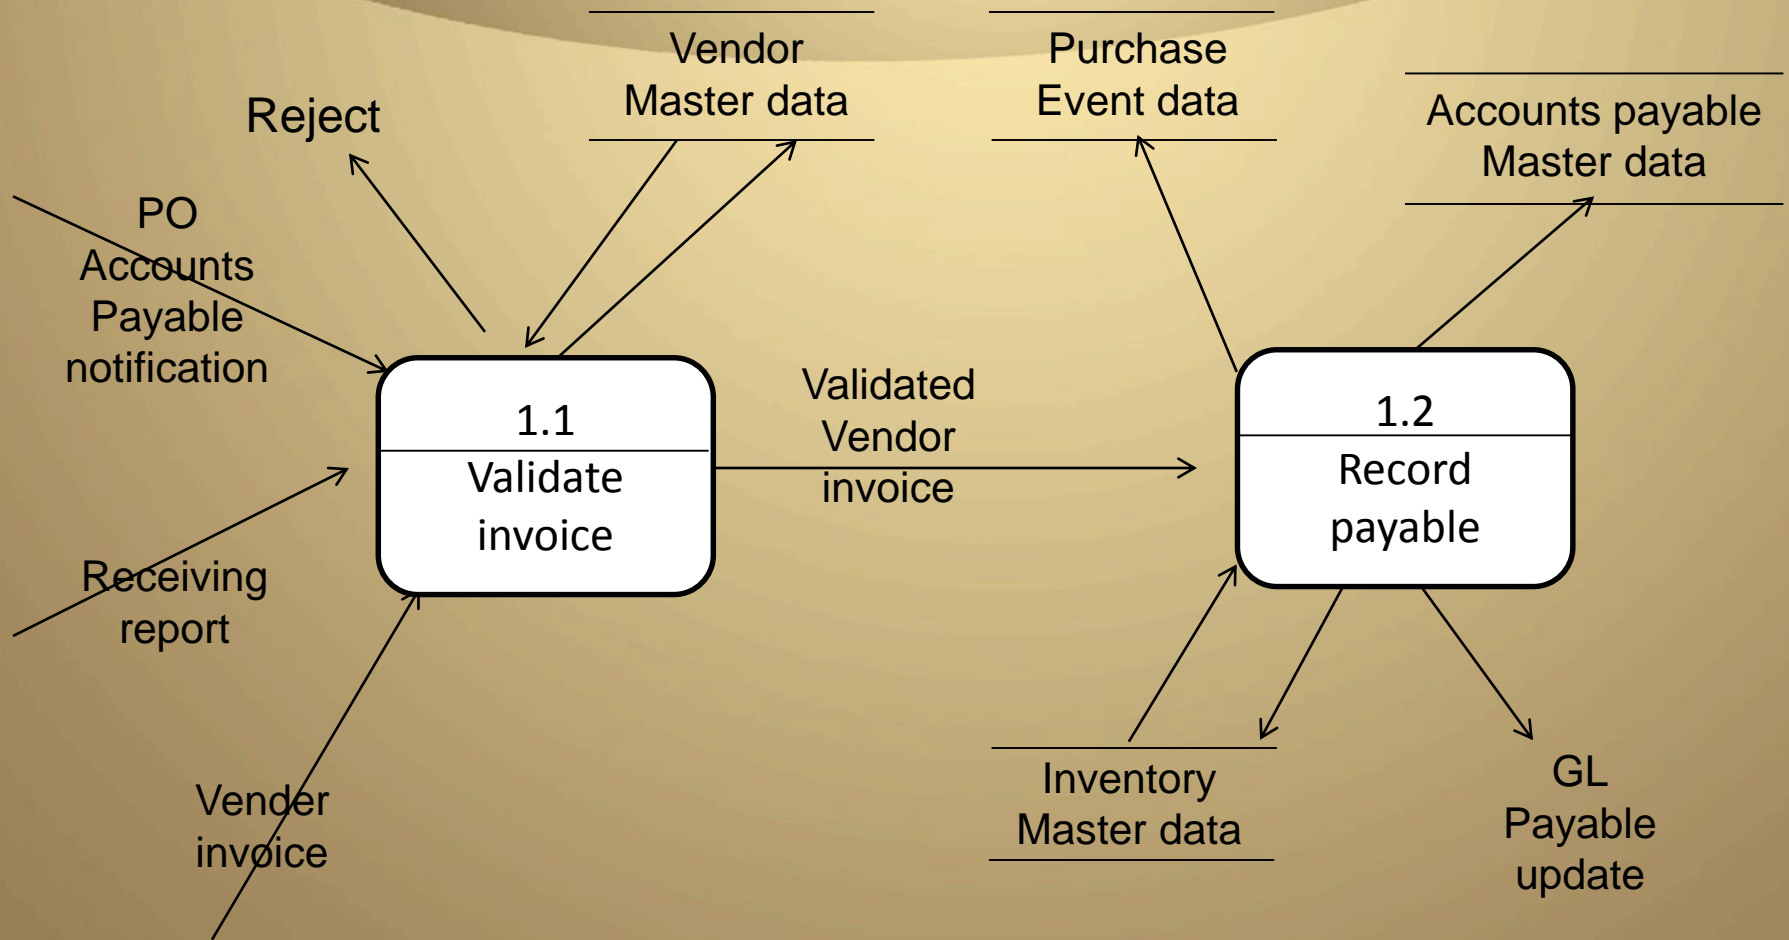 Vendor
Master data
Purchase
Event data
Accounts payable
Master data
Reject
PO
Accounts
Payable
notification
1.1
Validate
invoice
Validated
Vendor
invoice
1.2
Record
payable
Receiving
report
Vender
invoice
Inventory
Master data
GL
Payable
update